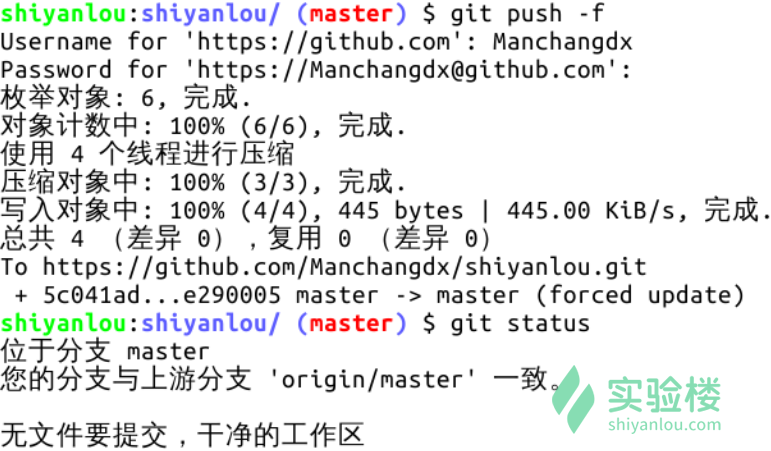 shiyanlou:shiyanlou/ (master) $ git push -f
Username for 'https://github.com': Manchangdx
Password for 'https://Manchangdx@github.com':
枚举对象: 6, 完成.
对象计数中: 100% (6/6), 完成.
使用 4 个线程进行压缩
压缩对象中: 100% (3/3), 完成.
写入对象中: 100% (4/4), 445 bytes | 445.00 KiB/s, 完成.
总共 4 （差异 0），复用 0 （差异 0）
To https://github.com/Manchangdx/shiyanlou.git
 + 5c041ad...e290005 master -> master (forced update)
shiyanlou:shiyanlou/ (master) $ git status
位于分支 master
您的分支与上游分支 'origin/master' 一致。
实验楼
shiyanlou.com
无文件要提交，干净的工作区